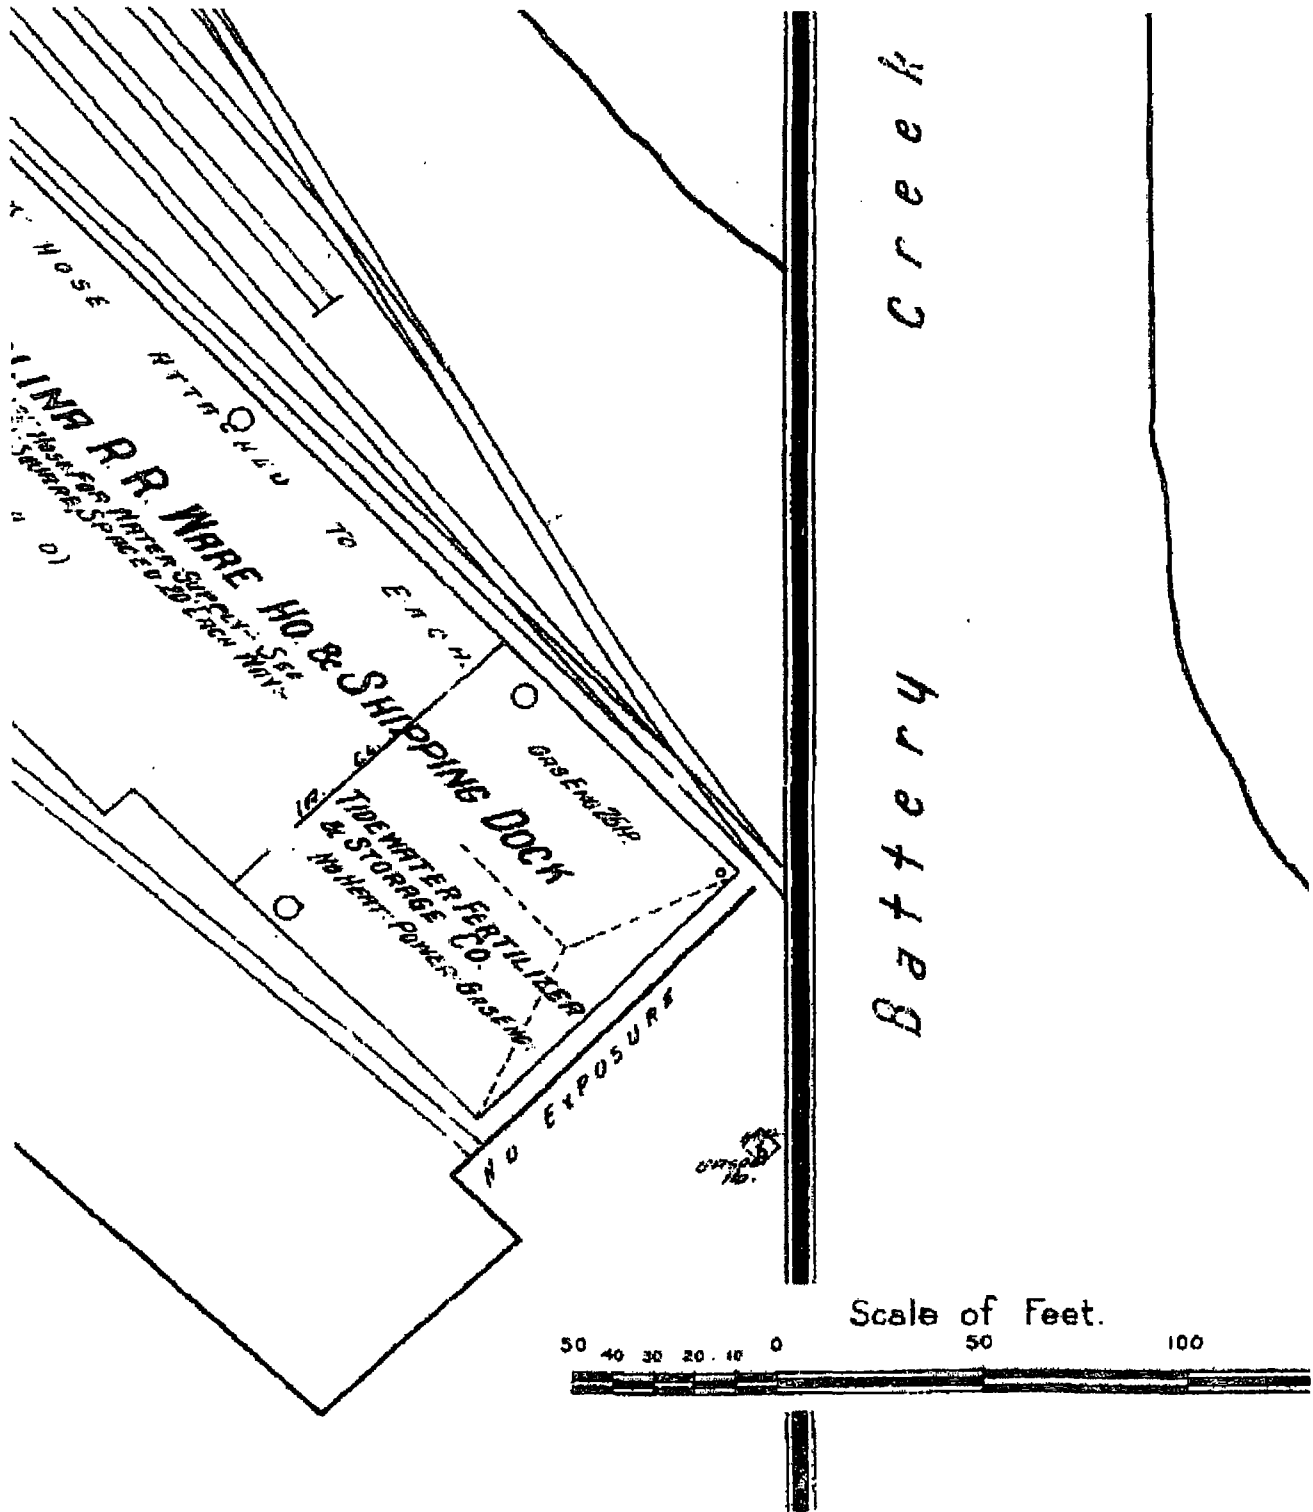 HOSE ATTACHED TO EACH.
LINA R.R. WARE HO. & SHIPPING DOCK
HOSE FOR WATER SUPPLY - SEE
SQUARE, SPACED 20 EACH WAY -
D)
GAS ENG 25 HP.
1A.
TIDEWATER FERTILIZER
& STORAGE CO.
NO HEAT: POWER: GAS ENG.
NO EXPOSURE
Battery Creek
Scale of Feet.
50 40 30 20 10 0 50 100